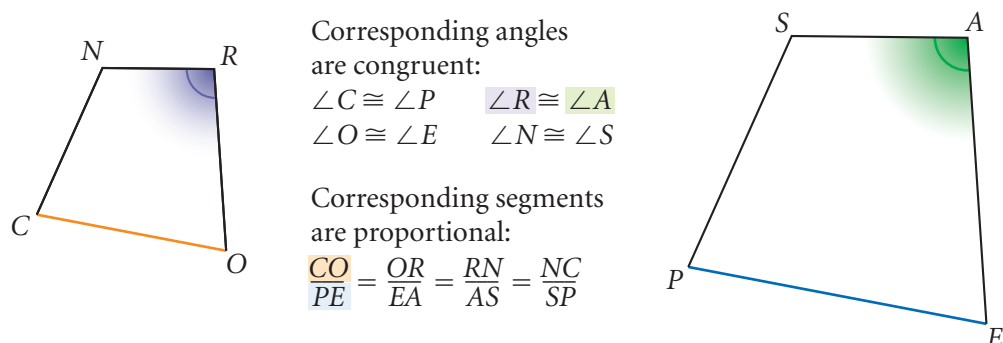 N R
C
O
Corresponding angles
are congruent:
∠C ≅ ∠P ∠R ≅ ∠A
∠O ≅ ∠E ∠N ≅ ∠S
Corresponding segments
are proportional:
CO/PE = OR/EA = RN/AS = NC/SP
S A
P
E